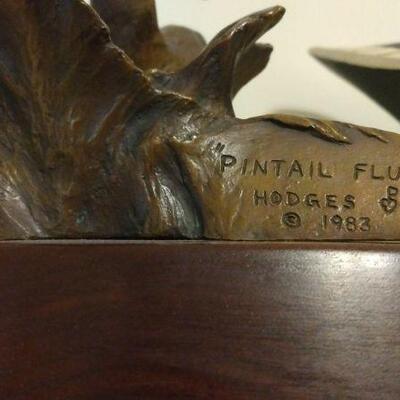 "PINTAIL FLU
HODGES
© 1983